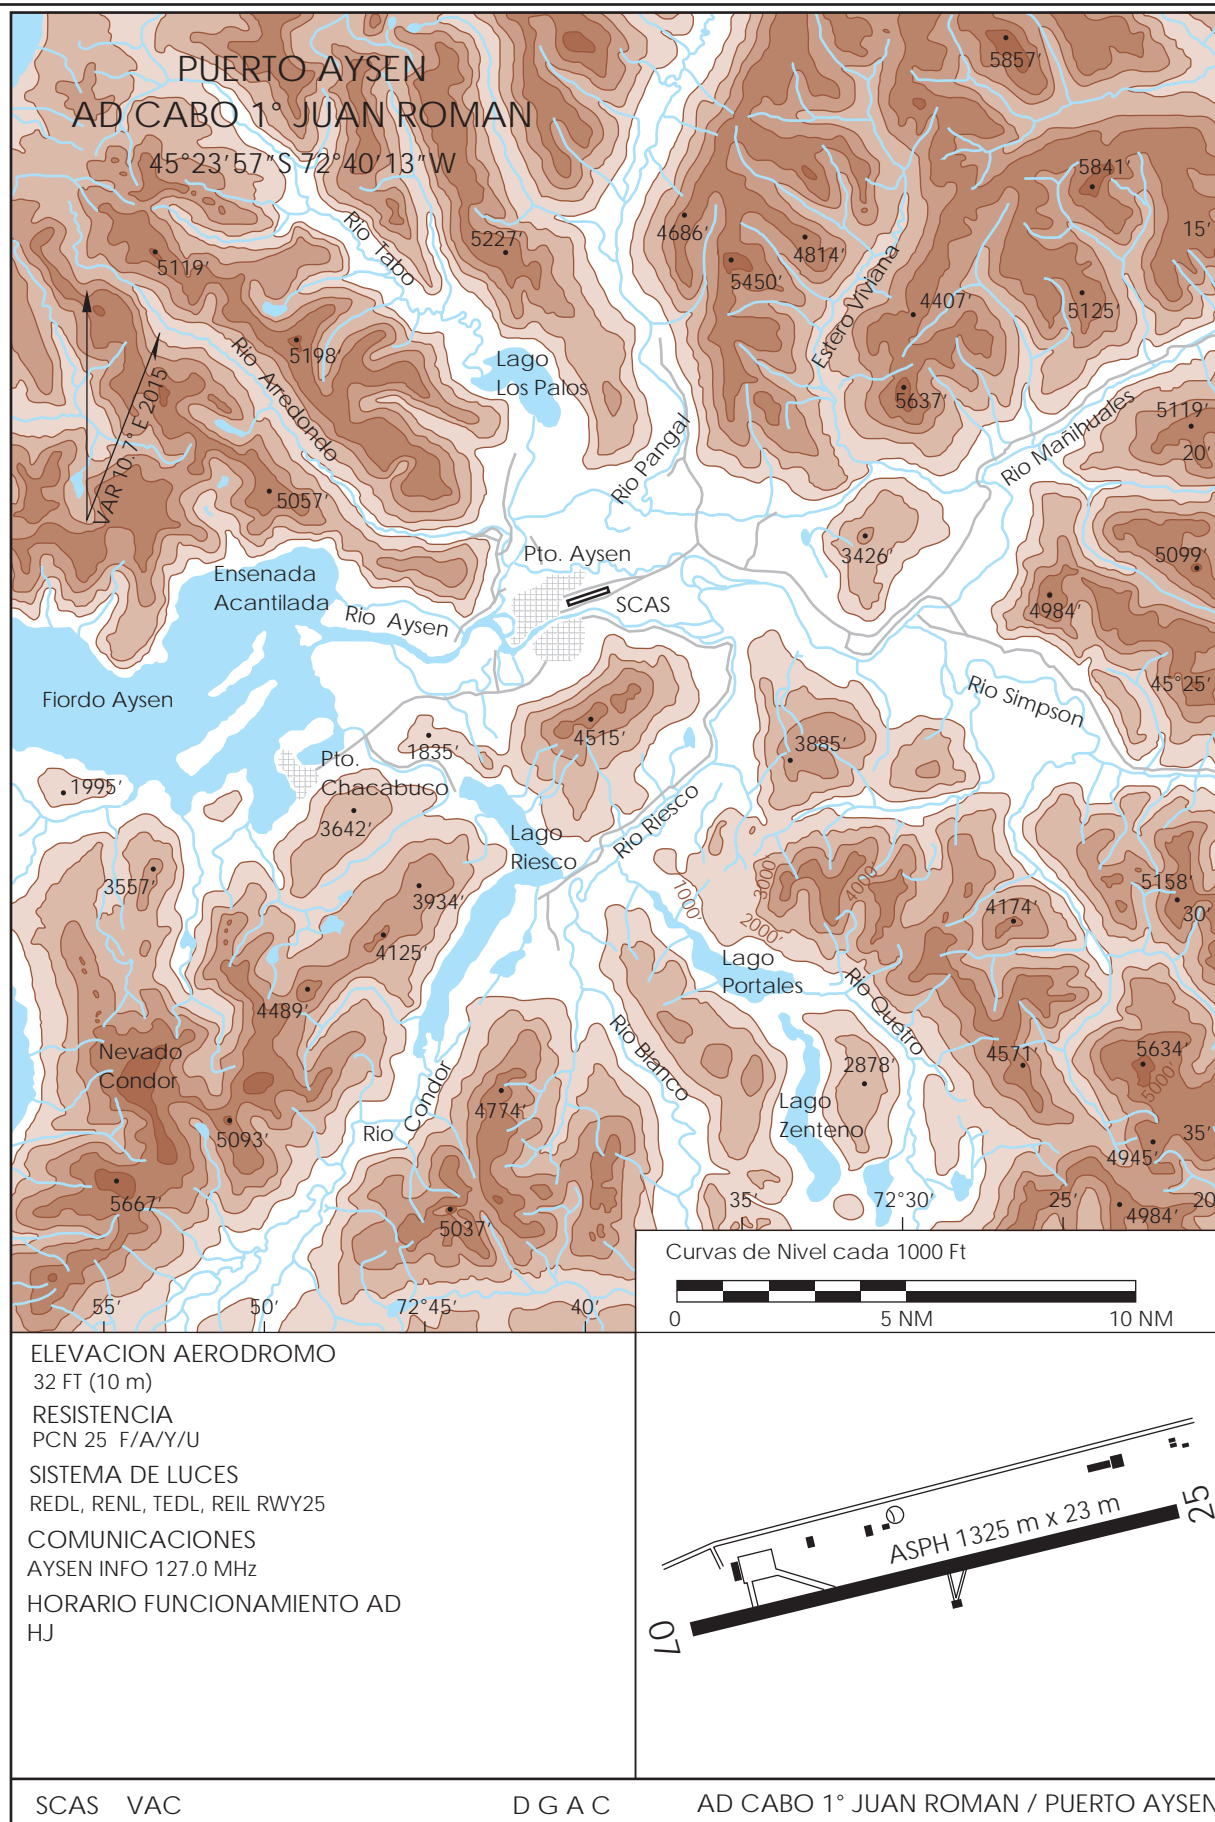 PUERTO AYSEN
AD CABO 1° JUAN ROMAN
45°23'57"S 72°40'13"W
5857'
5841'
15'
Rio Tabo
5227'
4686'
4814'
5450'
5119'
Estero Viviana
4407'
5125'
VAR 10.7° E 2015
Rio Arredondo
5198'
Lago
Los Palos
5637'
5119'
20'
Rio Mañihuales
Rio Pangal
5057'
3426'
5099'
Pto. Aysen
Ensenada
Acantilada
Rio Aysen
SCAS
4984'
Fiordo Aysen
Rio Simpson
45°25'
4515'
1835'
3885'
Pto.
Chacabuco
1995'
3642'
Lago
Riesco
Rio Riesco
3557'
3934'
1000'
2000'
3000'
4000'
5158'
30'
4174'
4125'
Lago
Portales
Rio Quetro
4489'
Nevado
Condor
Rio Blanco
2878'
4571'
5634'
5000'
4774'
Rio Condor
Lago
Zenteno
5093'
35'
4945'
5667'
5037'
35'
72°30'
25'
20
4984'
55'
50'
72°45'
40'
Curvas de Nivel cada 1000 Ft
0
5 NM
10 NM
ELEVACION AERODROMO
32 FT (10 m)
RESISTENCIA
PCN 25 F/A/Y/U
SISTEMA DE LUCES
REDL, RENL, TEDL, REIL RWY25
COMUNICACIONES
AYSEN INFO 127.0 MHz
HORARIO FUNCIONAMIENTO AD
HJ
ASPH 1325 m x 23 m
25
07
SCAS VAC
D G A C
AD CABO 1° JUAN ROMAN / PUERTO AYSEN